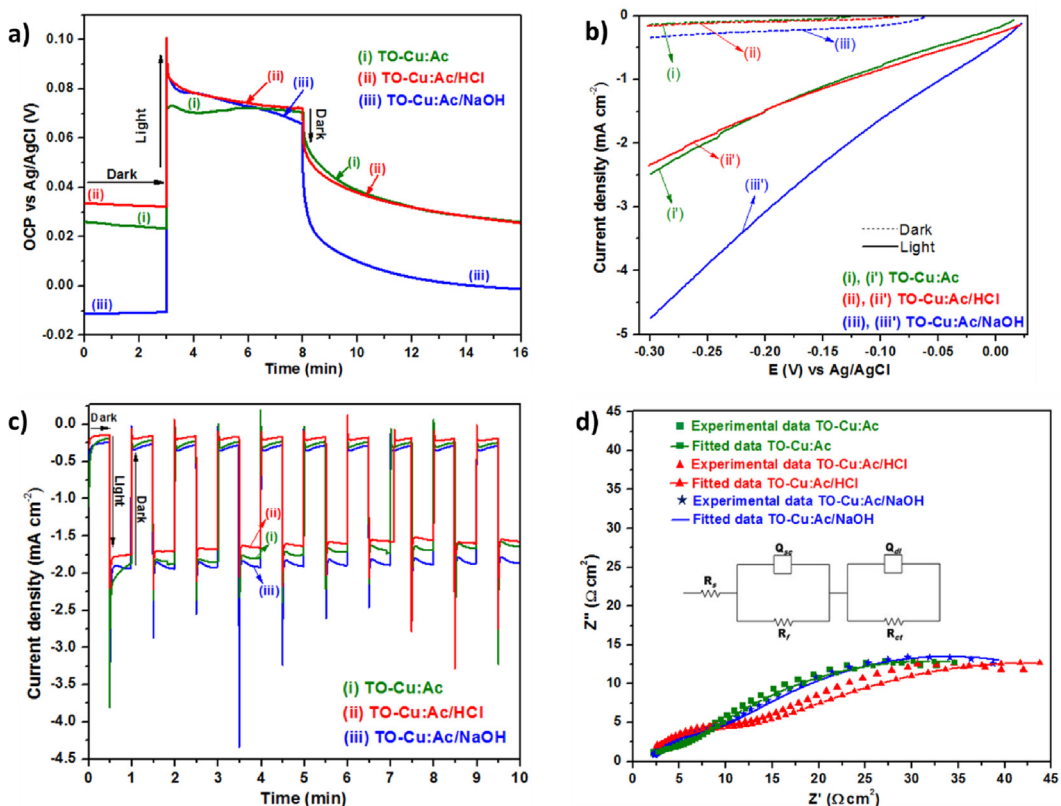 a)
OCP vs Ag/AgCl (V)
0.10
0.08
0.06
0.04
0.02
0.00
-0.02
(i) TO-Cu:Ac
(ii) TO-Cu:Ac/HCl
(iii) TO-Cu:Ac/NaOH
Light
Dark
Dark
(ii)
(iii)
(i)
(i)
(ii)
(ii)
(i)
(iii)
(iii)
0 2 4 6 8 10 12 14 16
Time (min)
b)
Current density (mA cm-2)
0
-1
-2
-3
-4
-5
(i)
(ii)
(iii)
(ii')
(i')
(iii')
Dark
Light
(i), (i') TO-Cu:Ac
(ii), (ii') TO-Cu:Ac/HCl
(iii), (iii') TO-Cu:Ac/NaOH
-0.30 -0.25 -0.20 -0.15 -0.10 -0.05 0.00
E (V) vs Ag/AgCl
c)
Current density (mA cm-2)
0.0
-0.5
-1.0
-1.5
-2.0
-2.5
-3.0
-3.5
-4.0
-4.5
Dark
Light
Dark
(ii)
(i)
(iii)
(i) TO-Cu:Ac
(ii) TO-Cu:Ac/HCl
(iii) TO-Cu:Ac/NaOH
0 1 2 3 4 5 6 7 8 9 10
Time (min)
d)
Z'' (Ω cm2)
45
40
35
30
25
20
15
10
5
0
Experimental data TO-Cu:Ac
Fitted data TO-Cu:Ac
Experimental data TO-Cu:Ac/HCl
Fitted data TO-Cu:Ac/HCl
Experimental data TO-Cu:Ac/NaOH
Fitted data TO-Cu:Ac/NaOH
Qsc
Qdl
Rs
Rf
Rct
0 5 10 15 20 25 30 35 40 45
Z' (Ω cm2)